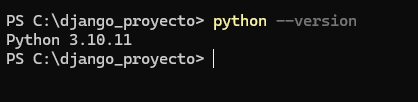 PS C:\django_proyecto> python --version
Python 3.10.11
PS C:\django_proyecto>